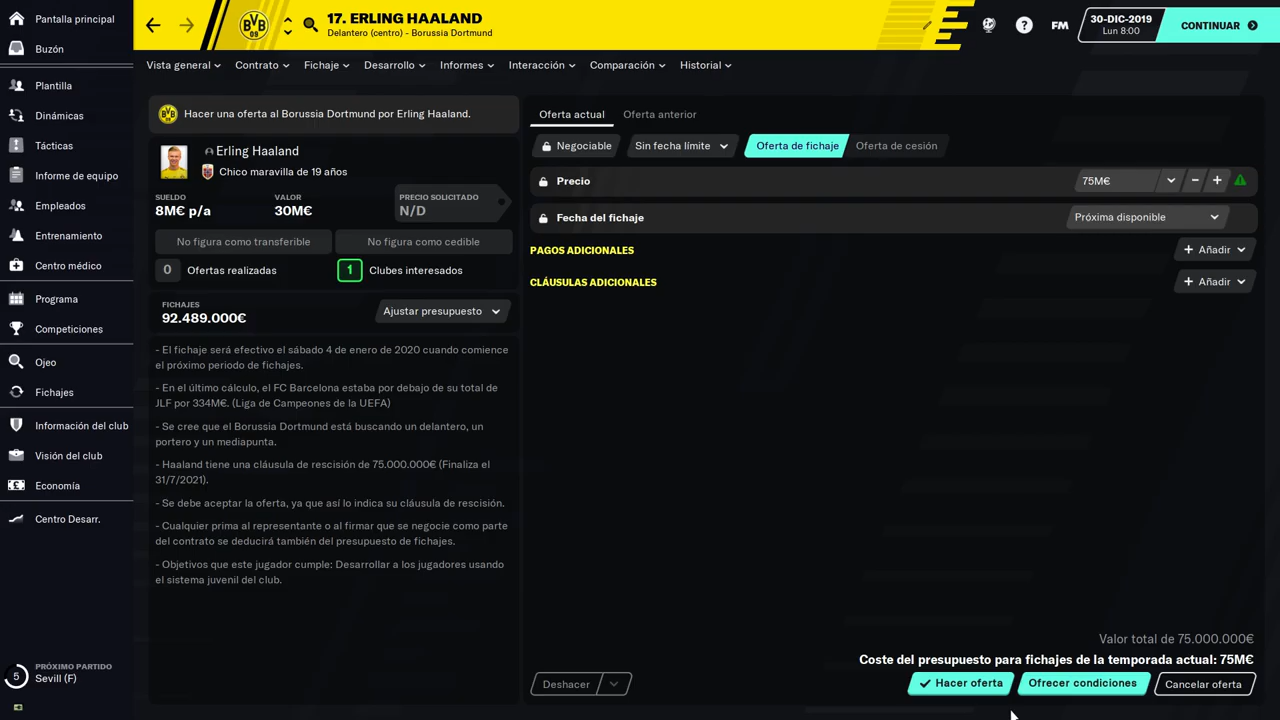 Pantalla principal
Buzón
Plantilla
Dinámicas
Tácticas
Informe de equipo
Empleados
Entrenamiento
Centro médico
Programa
Competiciones
Ojeo
Fichajes
Información del club
Visión del club
Economía
Centro Desarr.
5
PRÓXIMO PARTIDO
Sevill (F)
BVB
09
17. ERLING HAALAND
Delantero (centro) - Borussia Dortmund
?
FM
30-DIC-2019
Lun 8:00
CONTINUAR
Vista general
Contrato
Fichaje
Desarrollo
Informes
Interacción
Comparación
Historial
Hacer una oferta al Borussia Dortmund por Erling Haaland.
Erling Haaland
Chico maravilla de 19 años
SUELDO
8M€ p/a
VALOR
30M€
PRECIO SOLICITADO
N/D
No figura como transferible
No figura como cedible
0 Ofertas realizadas
1 Clubes interesados
FICHAJES
92.489.000€
Ajustar presupuesto
- El fichaje será efectivo el sábado 4 de enero de 2020 cuando comience
el próximo periodo de fichajes.
- En el último cálculo, el FC Barcelona estaba por debajo de su total de
JLF por 334M€. (Liga de Campeones de la UEFA)
- Se cree que el Borussia Dortmund está buscando un delantero, un
portero y un mediapunta.
- Haaland tiene una cláusula de rescisión de 75.000.000€ (Finaliza el
31/7/2021).
- Se debe aceptar la oferta, ya que así lo indica su cláusula de rescisión.
- Cualquier prima al representante o al firmar que se negocie como parte
del contrato se deducirá también del presupuesto de fichajes.
- Objetivos que este jugador cumple: Desarrollar a los jugadores usando
el sistema juvenil del club.
Oferta actual
Oferta anterior
Negociable
Sin fecha límite
Oferta de fichaje
Oferta de cesión
Precio
75M€
Fecha del fichaje
Próxima disponible
PAGOS ADICIONALES
+ Añadir
CLÁUSULAS ADICIONALES
+ Añadir
Valor total de 75.000.000€
Coste del presupuesto para fichajes de la temporada actual: 75M€
Deshacer
Hacer oferta
Ofrecer condiciones
Cancelar oferta